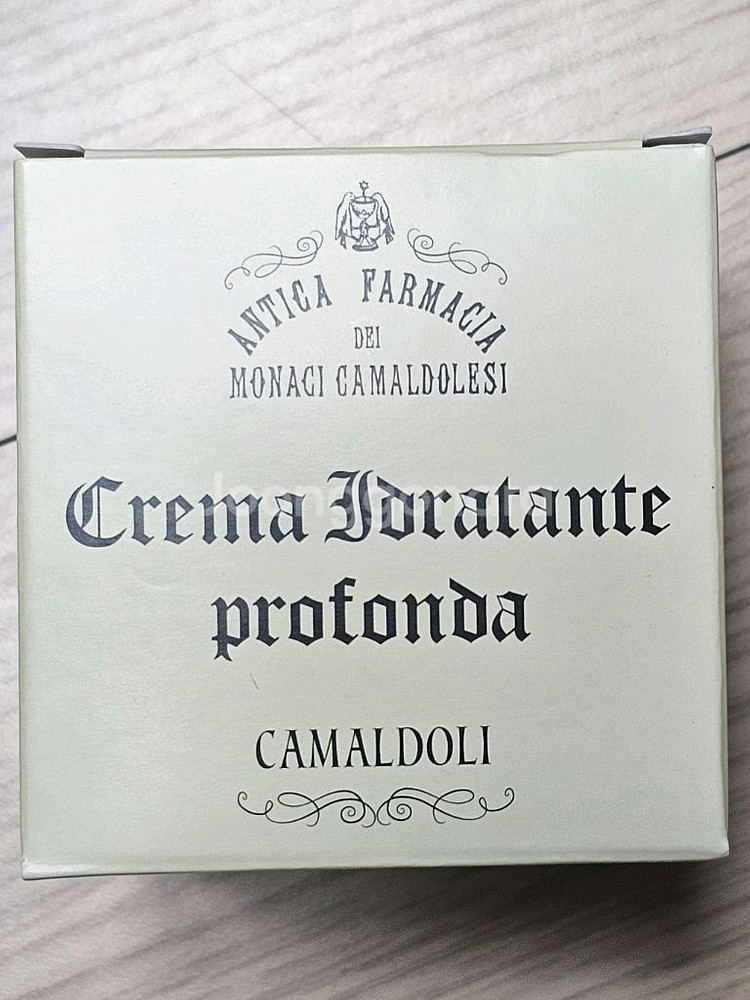 ANTICA FARMACIA
DEI
MONACI CAMALDOLESI
Crema Idratante
profonda
CAMALDOLI